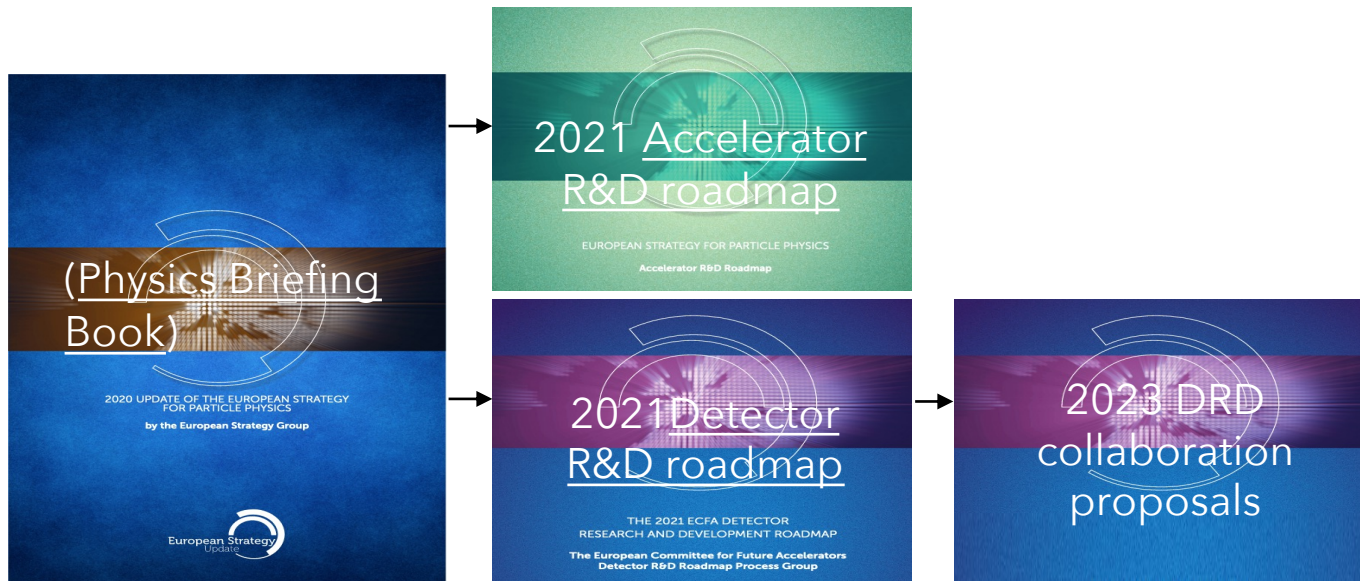 (Physics Briefing
Book)
2020 UPDATE OF THE EUROPEAN STRATEGY
FOR PARTICLE PHYSICS
by the European Strategy Group
European Strategy
Update
2021 Accelerator
R&D roadmap
EUROPEAN STRATEGY FOR PARTICLE PHYSICS
Accelerator R&D Roadmap
2021Detector
R&D roadmap
THE 2021 ECFA DETECTOR
RESEARCH AND DEVELOPMENT ROADMAP
The European Committee for Future Accelerators
Detector R&D Roadmap Process Group
2023 DRD
collaboration
proposals